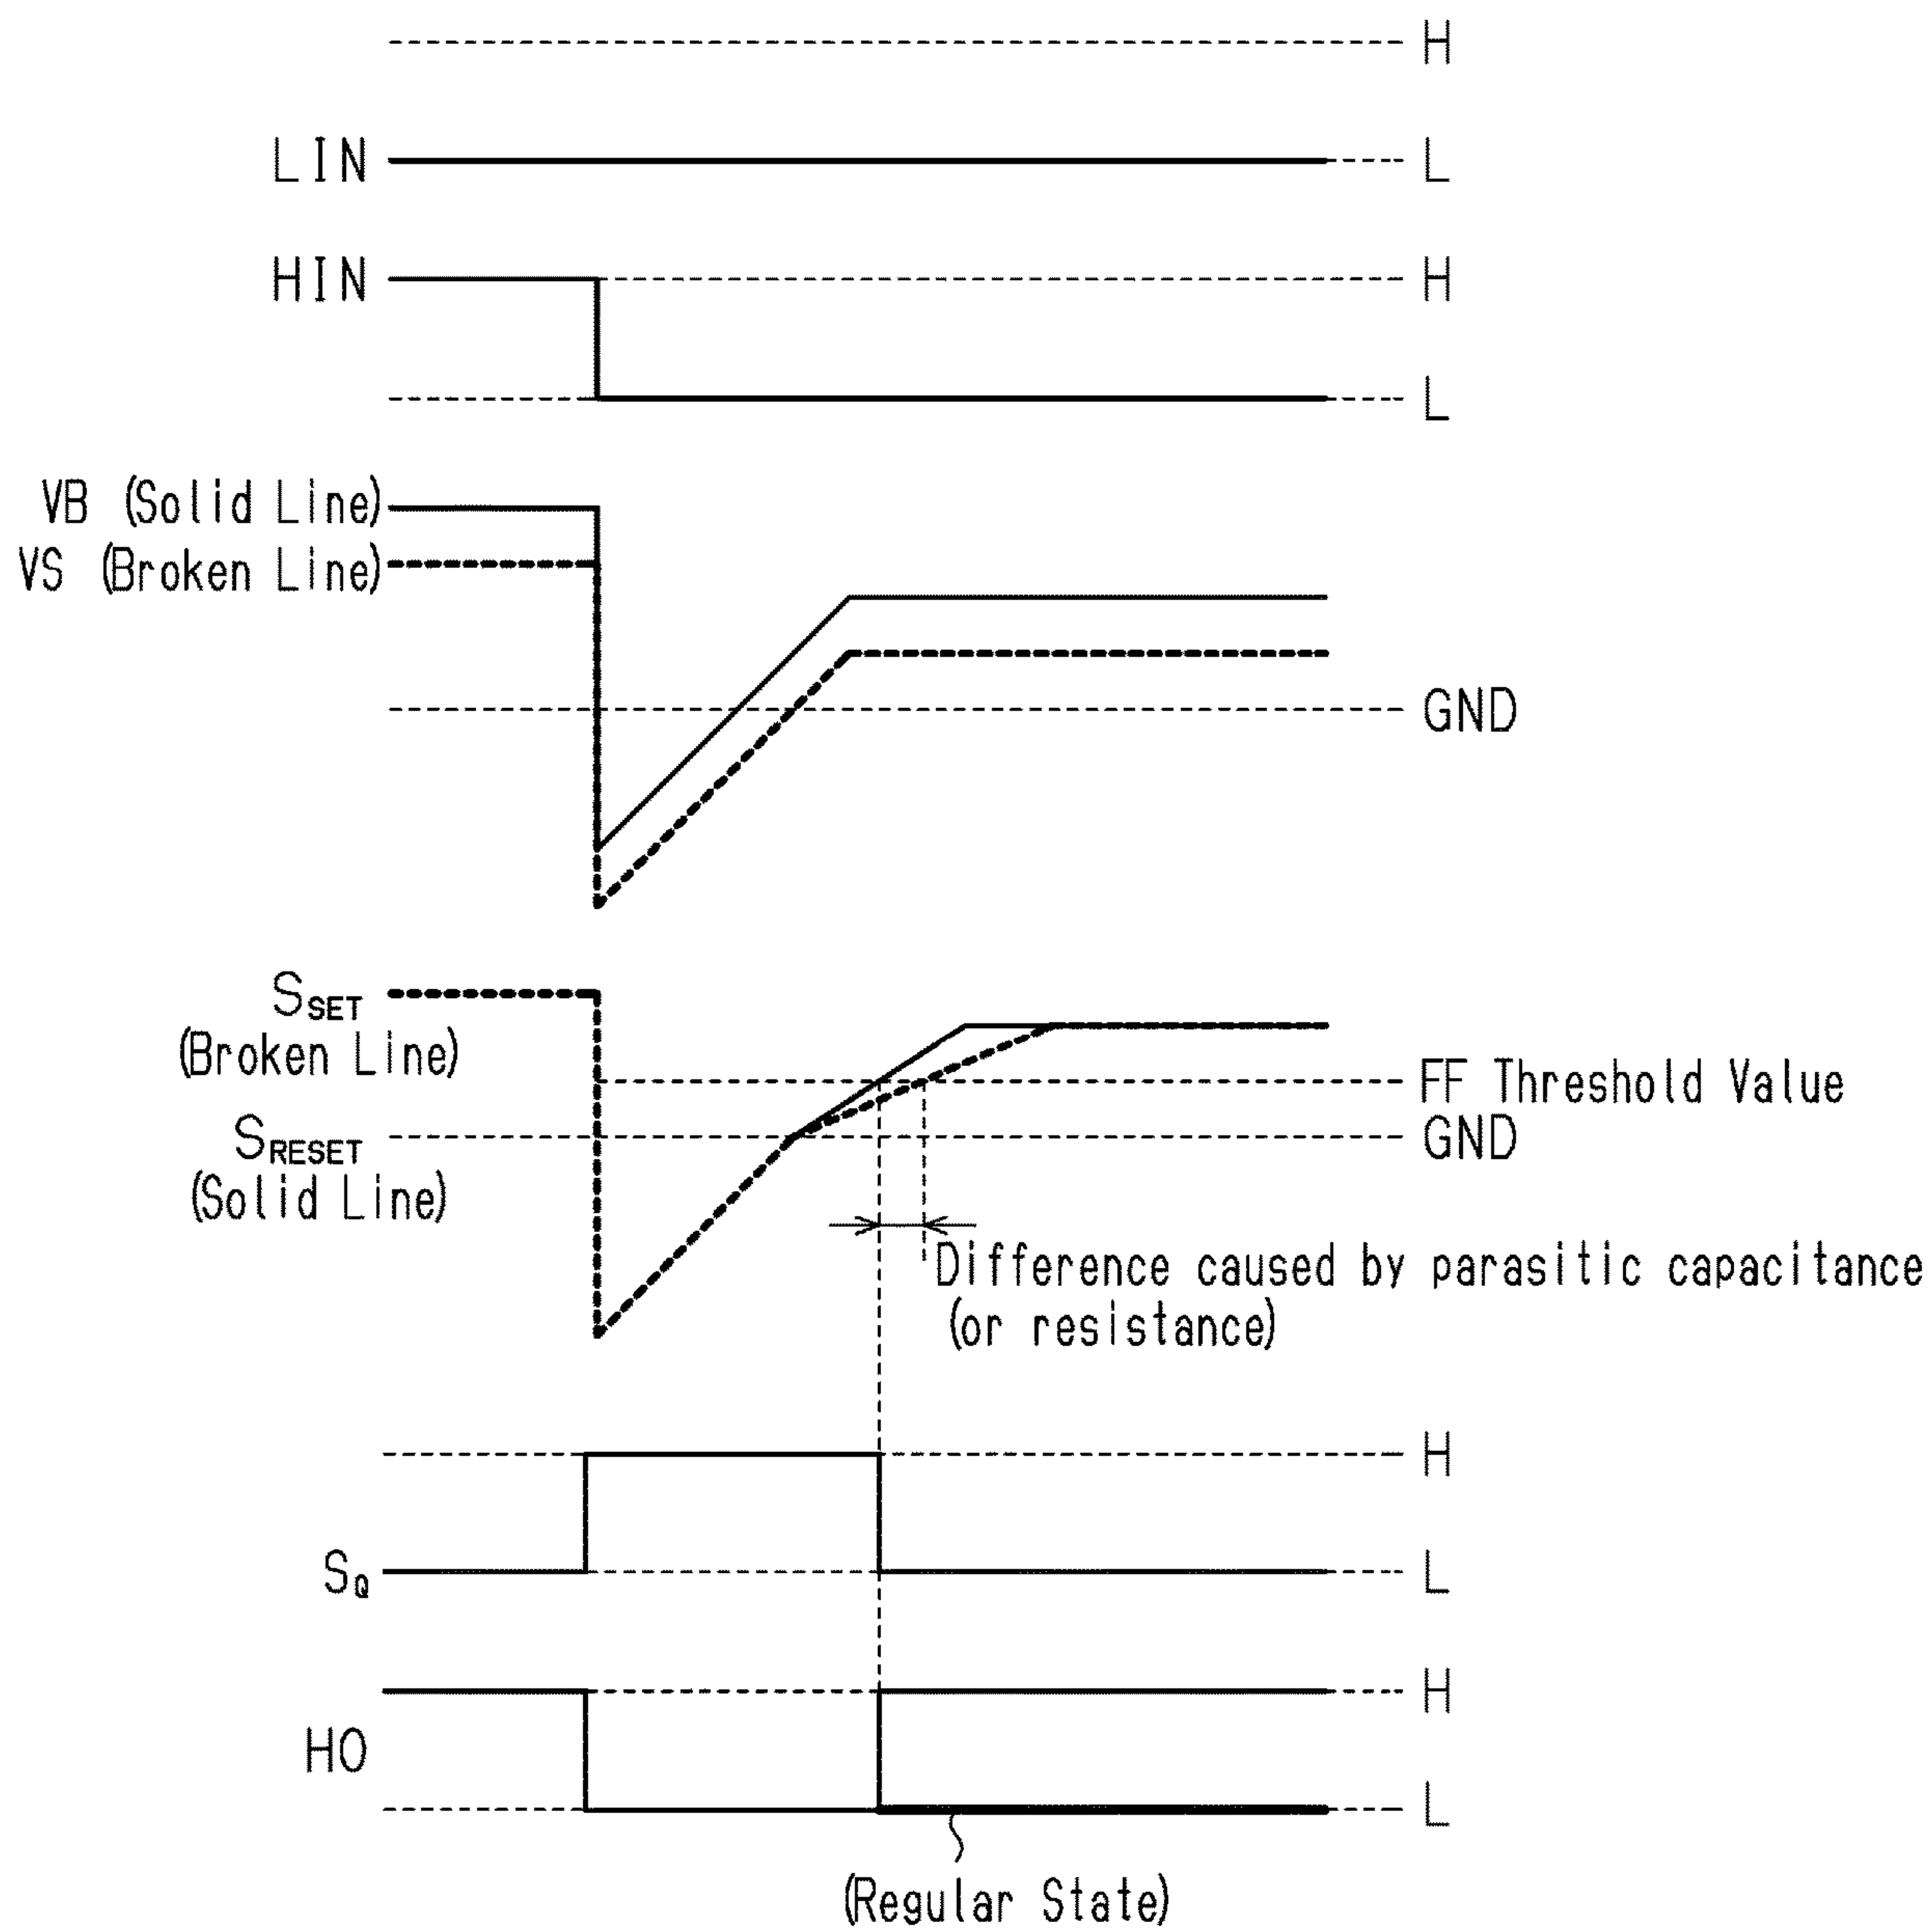 H
LIN L
HIN H
L
VB (Solid Line)
VS (Broken Line)
GND
SSET
(Broken Line)
FF Threshold Value
SRESET GND
(Solid Line)
Difference caused by parasitic capacitance
(or resistance)
H
SQ L
H
HO
L
(Regular State)